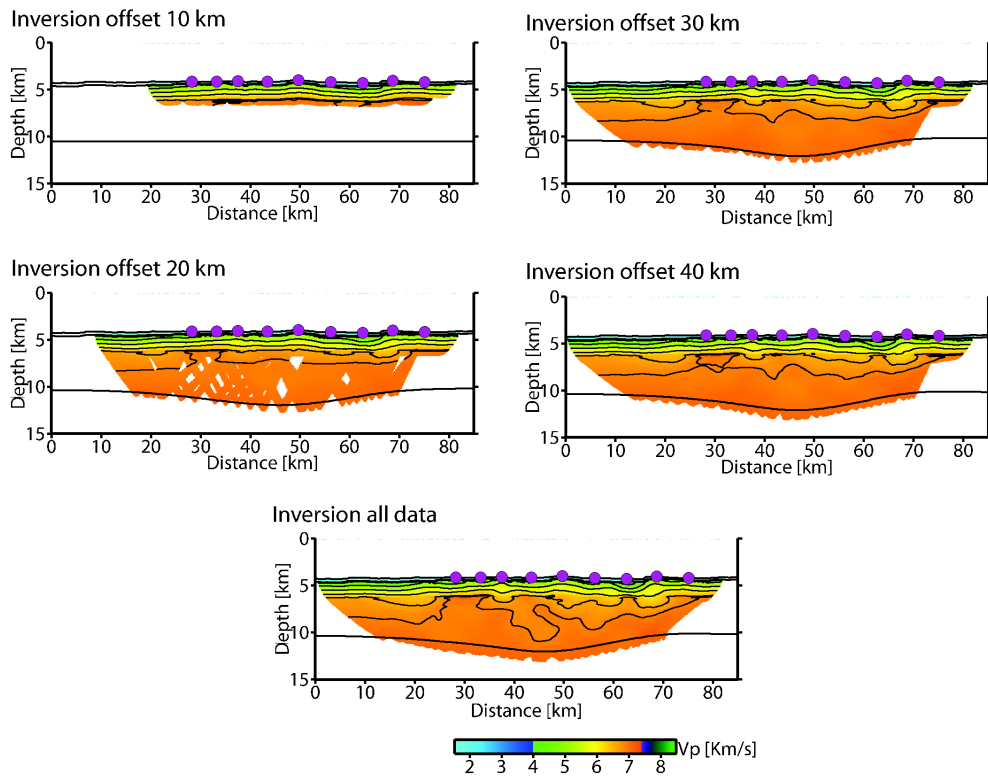 Inversion offset 10 km
0
5
10
15
Depth [km]
0 10 20 30 40 50 60 70 80
Distance [km]
Inversion offset 30 km
0
5
10
15
Depth [km]
0 10 20 30 40 50 60 70 80
Distance [km]
Inversion offset 20 km
0
5
10
15
Depth [km]
0 10 20 30 40 50 60 70 80
Distance [km]
Inversion offset 40 km
0
5
10
15
Depth [km]
0 10 20 30 40 50 60 70 80
Distance [km]
Inversion all data
0
5
10
15
Depth [km]
0 10 20 30 40 50 60 70 80
Distance [km]
Vp [Km/s]
2 3 4 5 6 7 8